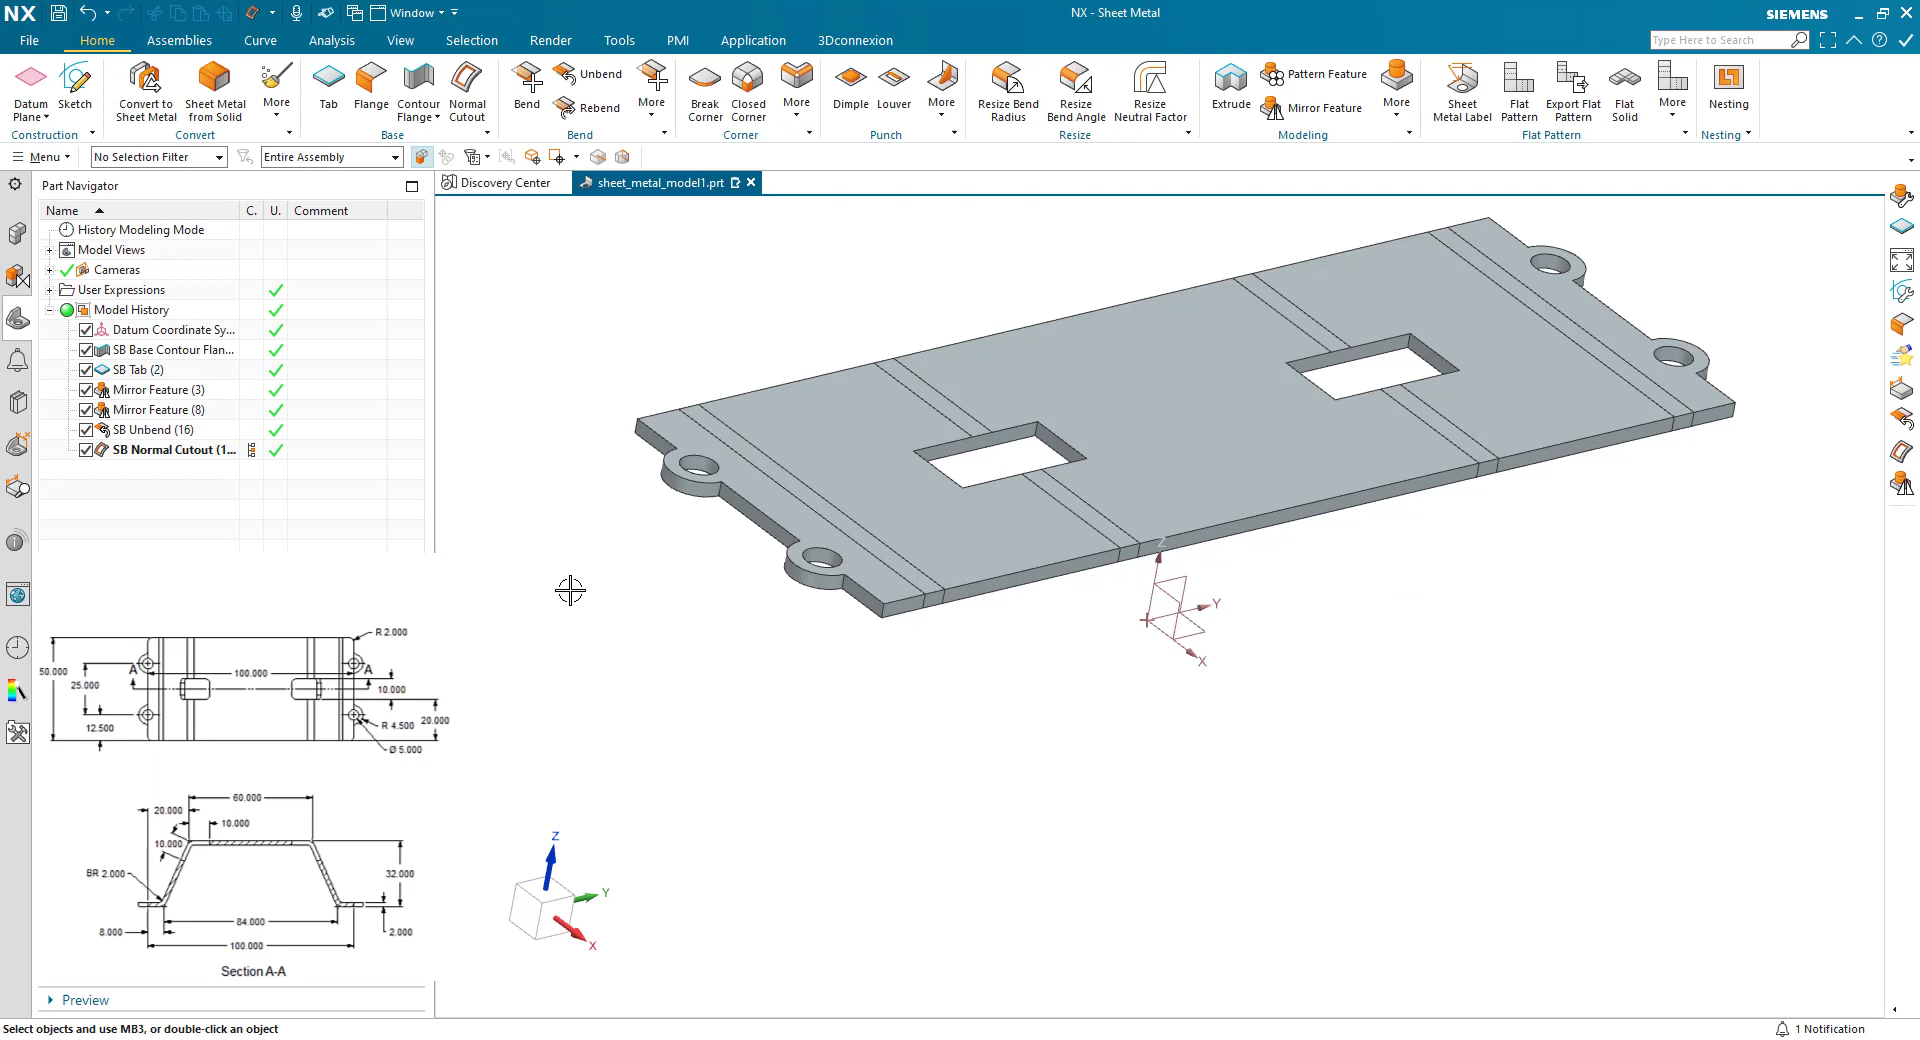 NX Window NX - Sheet Metal SIEMENS
File Home Assemblies Curve Analysis View Selection Render Tools PMI Application 3Dconnexion Type Here to Search
Datum Plane Sketch
Construction
Convert to Sheet Metal Sheet Metal from Solid More
Convert
Tab Flange Contour Flange Normal Cutout
Base
Bend Unbend Rebend More
Bend
Break Corner Closed Corner More
Corner
Dimple Louver More
Punch
Resize Bend Radius Resize Bend Angle Resize Neutral Factor
Resize
Extrude Pattern Feature Mirror Feature More
Modeling
Sheet Metal Label Flat Pattern Export Flat Pattern Flat Solid More
Flat Pattern
Nesting
Nesting
Menu No Selection Filter Entire Assembly
Part Navigator
Discovery Center sheet_metal_model1.prt
Name C. U. Comment
History Modeling Mode
Model Views
Cameras
User Expressions
Model History
Datum Coordinate Sy...
SB Base Contour Flan...
SB Tab (2)
Mirror Feature (3)
Mirror Feature (8)
SB Unbend (16)
SB Normal Cutout (1...
Z
Y
X
R 2.000
50.000
A
100.000
A
25.000
10.000
12.500
R 4.500
20.000
Ø 5.000
60.000
20.000
10.000
10.000
BR 2.000
32.000
84.000
8.000
2.000
100.000
Section A-A
Z
Y
X
Preview
Select objects and use MB3, or double-click an object 1 Notification